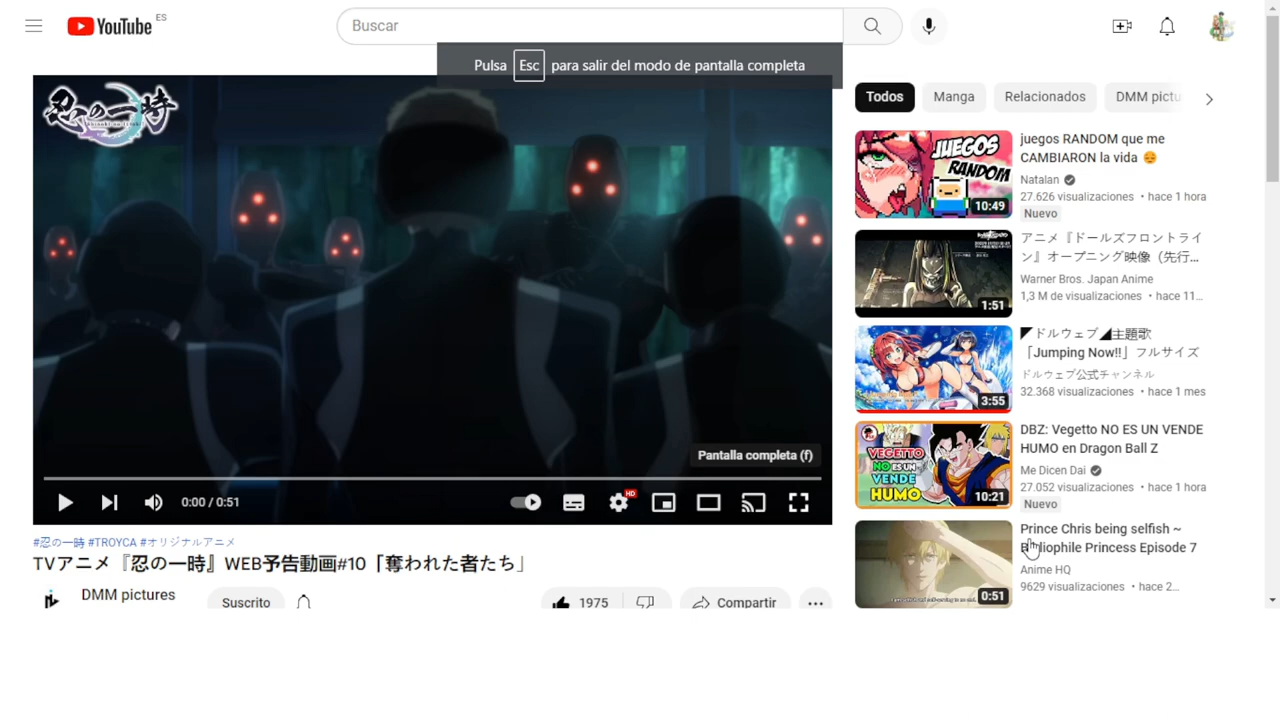 YouTube ES
Buscar
Pulsa Esc para salir del modo de pantalla completa
忍の一時
Pantalla completa (f)
0:00 / 0:51
HD
#忍の一時 #TROYCA #オリジナルアニメ
TVアニメ『忍の一時』WEB予告動画#10「奪われた者たち」
DMM pictures
Suscrito
1975
Compartir
Todos
Manga
Relacionados
DMM pictu
JUEGOS
RANDOM
10:49
juegos RANDOM que me
CAMBIARON la vida 😔
Natalan
27.626 visualizaciones • hace 1 hora
Nuevo
1:51
アニメ『ドールズフロントライ
ン』オープニング映像（先行...
Warner Bros. Japan Anime
1,3 M de visualizaciones • hace 11...
3:55
◤ドルウェブ◢主題歌
「Jumping Now!!」フルサイズ
ドルウェブ公式チャンネル
32.368 visualizaciones • hace 1 mes
VEGETTO
NO ES UN
VENDE
HUMO
10:21
DBZ: Vegetto NO ES UN VENDE
HUMO en Dragon Ball Z
Me Dicen Dai
27.052 visualizaciones • hace 1 hora
Nuevo
0:51
Prince Chris being selfish ~
Bibliophile Princess Episode 7
Anime HQ
9629 visualizaciones • hace 2...